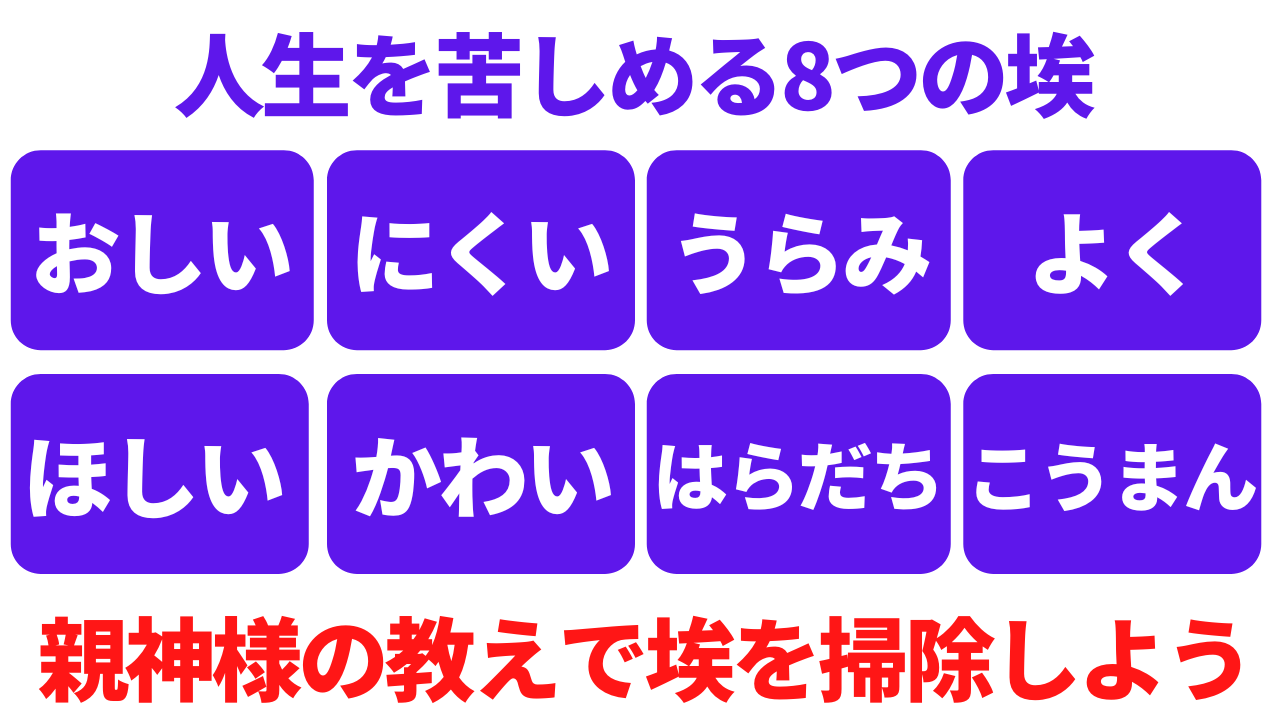 人生を苦しめる8つの埃
おしい にくい うらみ よく
ほしい かわい はらだち こうまん
親神様の教えで埃を掃除しよう